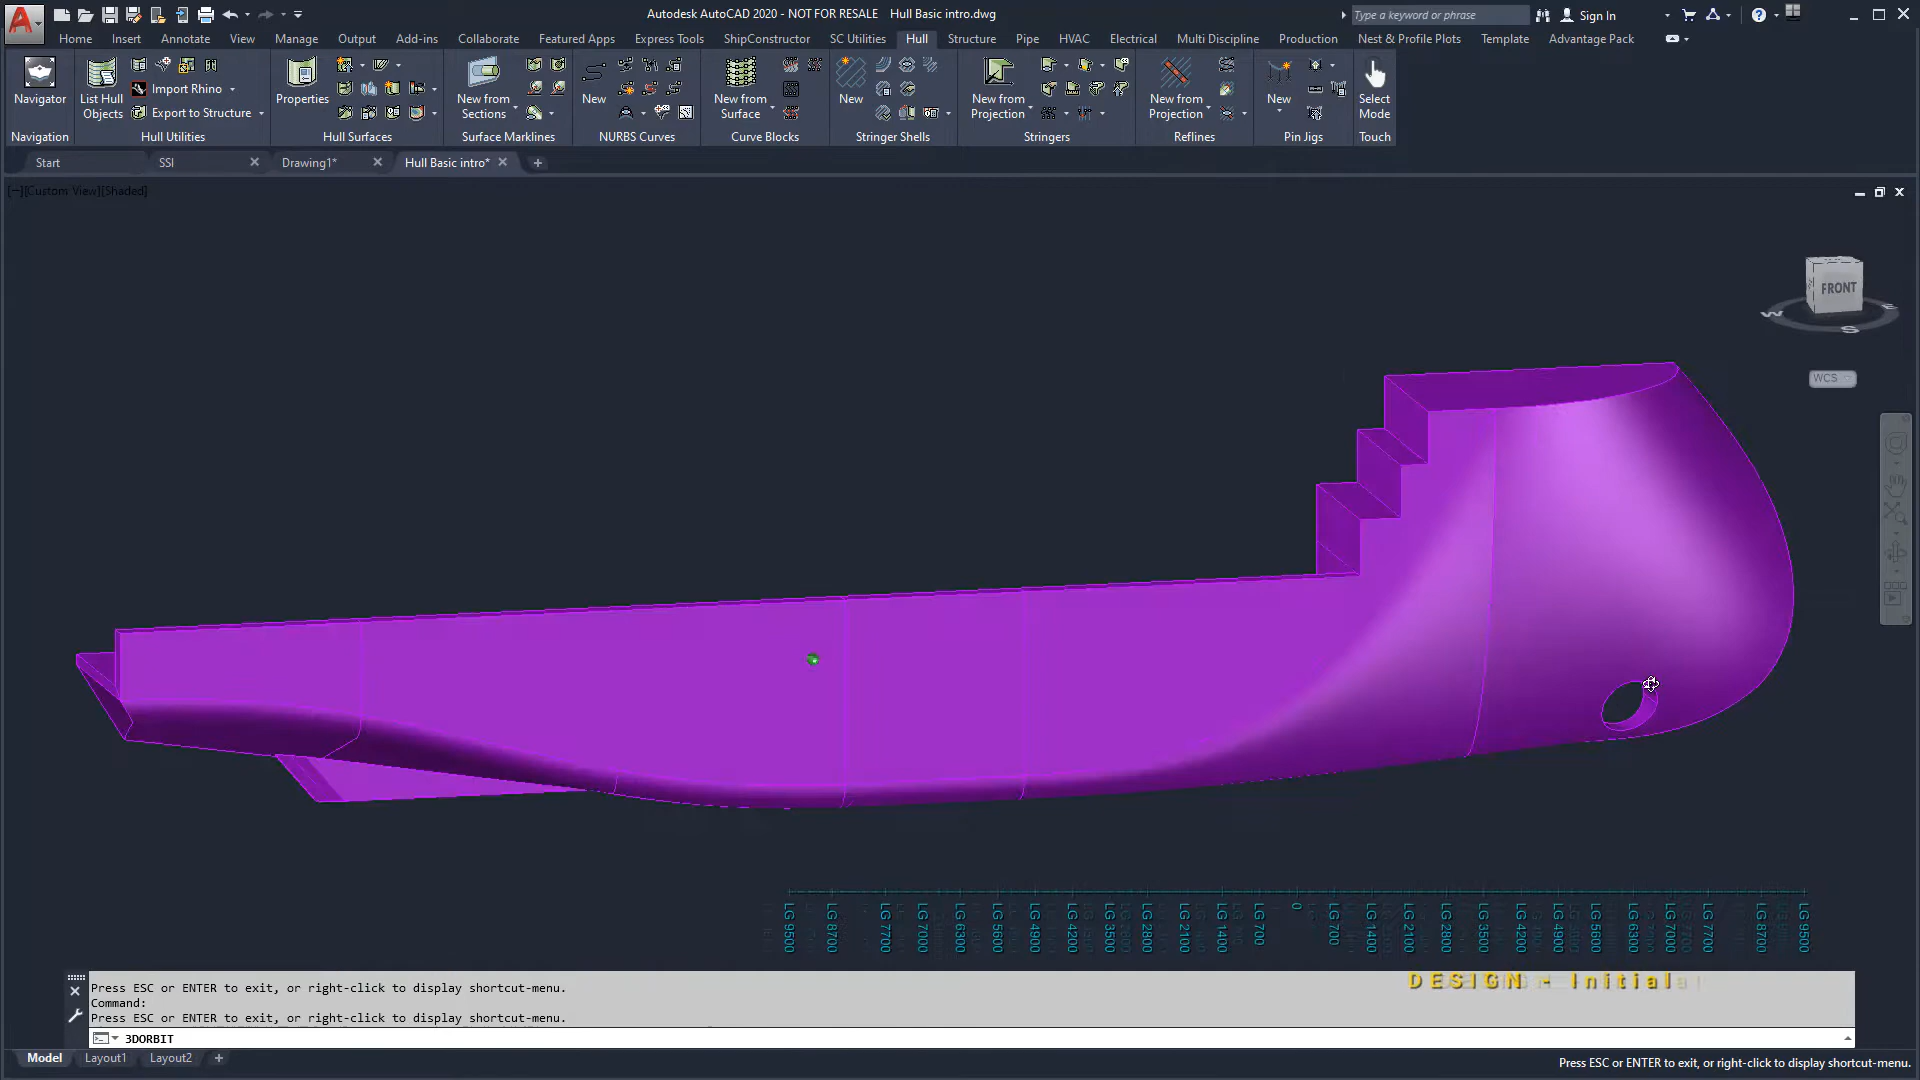 Autodesk AutoCAD 2020 - NOT FOR RESALE Hull Basic intro.dwg
Type a keyword or phrase
Sign In
Home Insert Annotate View Manage Output Add-ins Collaborate Featured Apps Express Tools ShipConstructor SC Utilities Hull Structure Pipe HVAC Electrical Multi Discipline Production Nest & Profile Plots Template Advantage Pack
Navigator
Navigation
List Hull Objects
Import Rhino
Export to Structure
Hull Utilities
Properties
Hull Surfaces
New from Sections
Surface Marklines
New
NURBS Curves
New from Surface
Curve Blocks
New
Stringer Shells
New from Projection
Stringers
New from Projection
Reflines
New
Pin Jigs
Select Mode
Touch
Start SSI Drawing1* Hull Basic intro*
[−][Custom View][Shaded]
FRONT
W S E
WCS
LG 9500 LG 8700 LG 7700 LG 7000 LG 6300 LG 5600 LG 4900 LG 4200 LG 3500 LG 2800 LG 2100 LG 1400 LG 700 0 LG 700 LG 1400 LG 2100 LG 2800 LG 3500 LG 4200 LG 4900 LG 5600 LG 6300 LG 7000 LG 7700 LG 8700 LG 9500
DESIGN - Initial
Press ESC or ENTER to exit, or right-click to display shortcut-menu.
Command:
Press ESC or ENTER to exit, or right-click to display shortcut-menu.
3DORBIT
Model Layout1 Layout2
Press ESC or ENTER to exit, or right-click to display shortcut-menu.